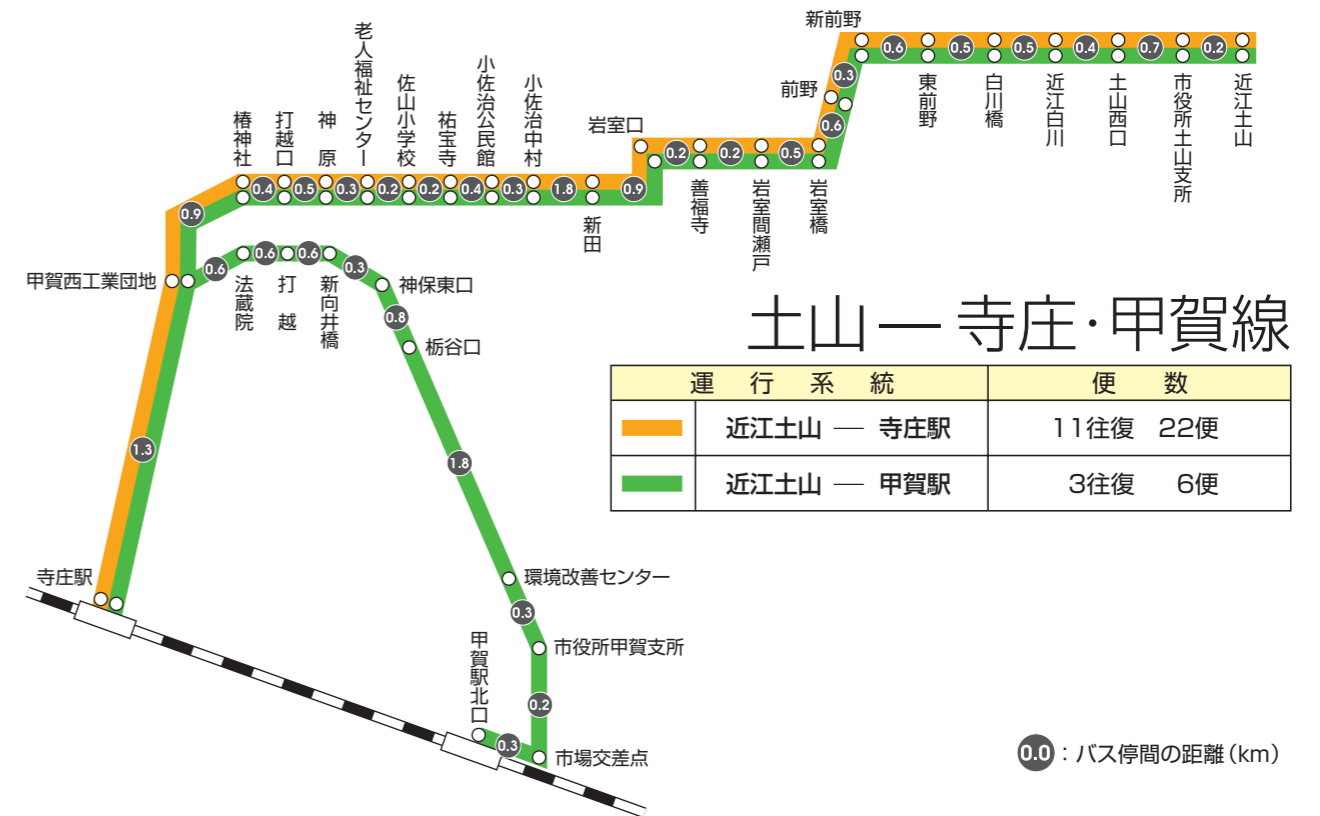 新前野
0.6
0.5
0.5
0.4
0.7
0.2
東前野
白川橋
近江白川
土山西口
市役所土山支所
近江土山
0.3
前野
0.6
岩室口
0.2
0.2
0.5
善福寺
岩室間瀬戸
岩室橋
椿神社
打越口
神原
老人福祉センター
佐山小学校
祐宝寺
小佐治公民館
小佐治中村
0.4
0.5
0.3
0.2
0.2
0.4
0.3
1.8
0.9
新田
0.9
甲賀西工業団地
0.6
0.6
0.6
0.3
法蔵院
打越
新向井橋
神保東口
0.8
栃谷口
1.3
1.8
寺庄駅
環境改善センター
0.3
市役所甲賀支所
0.2
甲賀駅北口
0.3
市場交差点
土山 ― 寺庄・甲賀線
運行系統 便数
近江土山 ― 寺庄駅 11往復 22便
近江土山 ― 甲賀駅 3往復 6便
0.0：バス停間の距離（km）